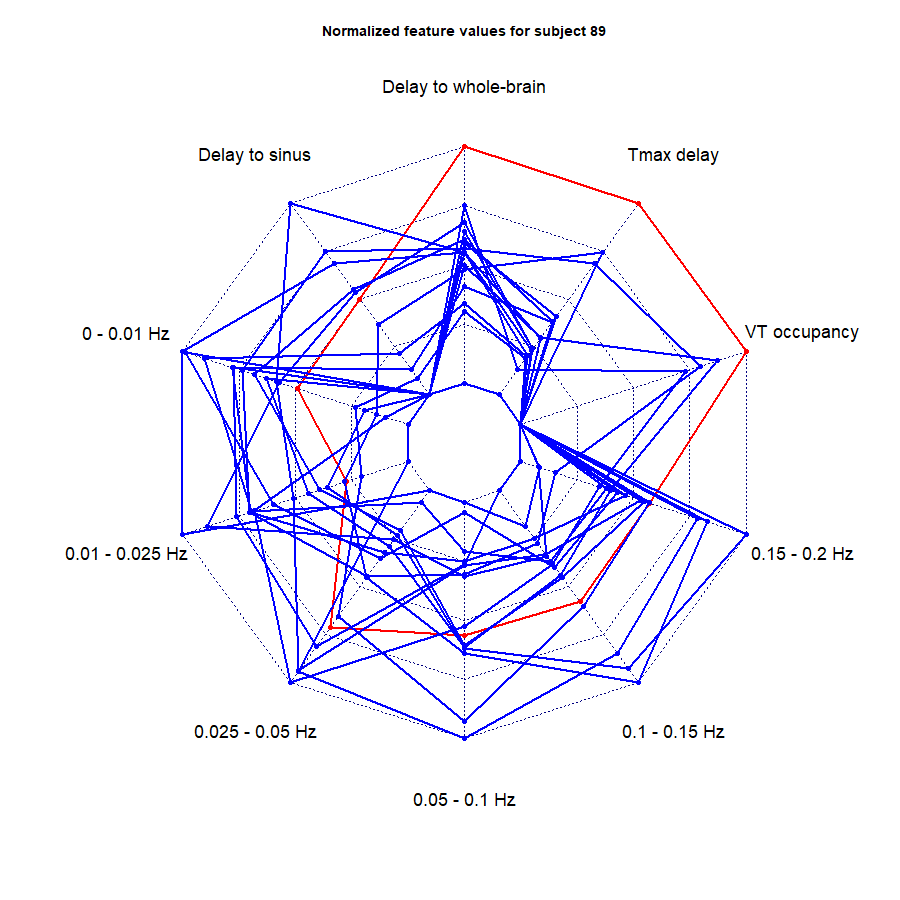 Normalized feature values for subject 89
Delay to whole-brain
Delay to sinus
Tmax delay
0 - 0.01 Hz
VT occupancy
0.01 - 0.025 Hz
0.15 - 0.2 Hz
0.025 - 0.05 Hz
0.1 - 0.15 Hz
0.05 - 0.1 Hz